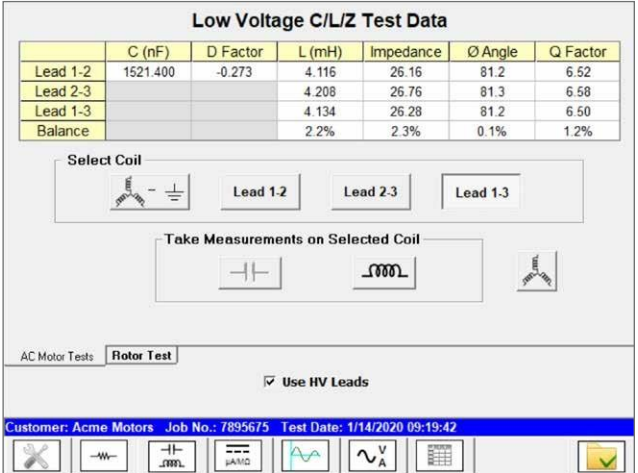 Low Voltage C/L/Z Test Data
C (nF) D Factor L (mH) Impedance Ø Angle Q Factor
Lead 1-2 1521.400 -0.273 4.116 26.16 81.2 6.52
Lead 2-3 4.208 26.76 81.3 6.58
Lead 1-3 4.134 26.28 81.2 6.50
Balance 2.2% 2.3% 0.1% 1.2%
Select Coil
Lead 1-2 Lead 2-3 Lead 1-3
Take Measurements on Selected Coil
AC Motor Tests Rotor Test
Use HV Leads
Customer: Acme Motors Job No.: 7895675 Test Date: 1/14/2020 09:19:42
µA/MΩ V
A